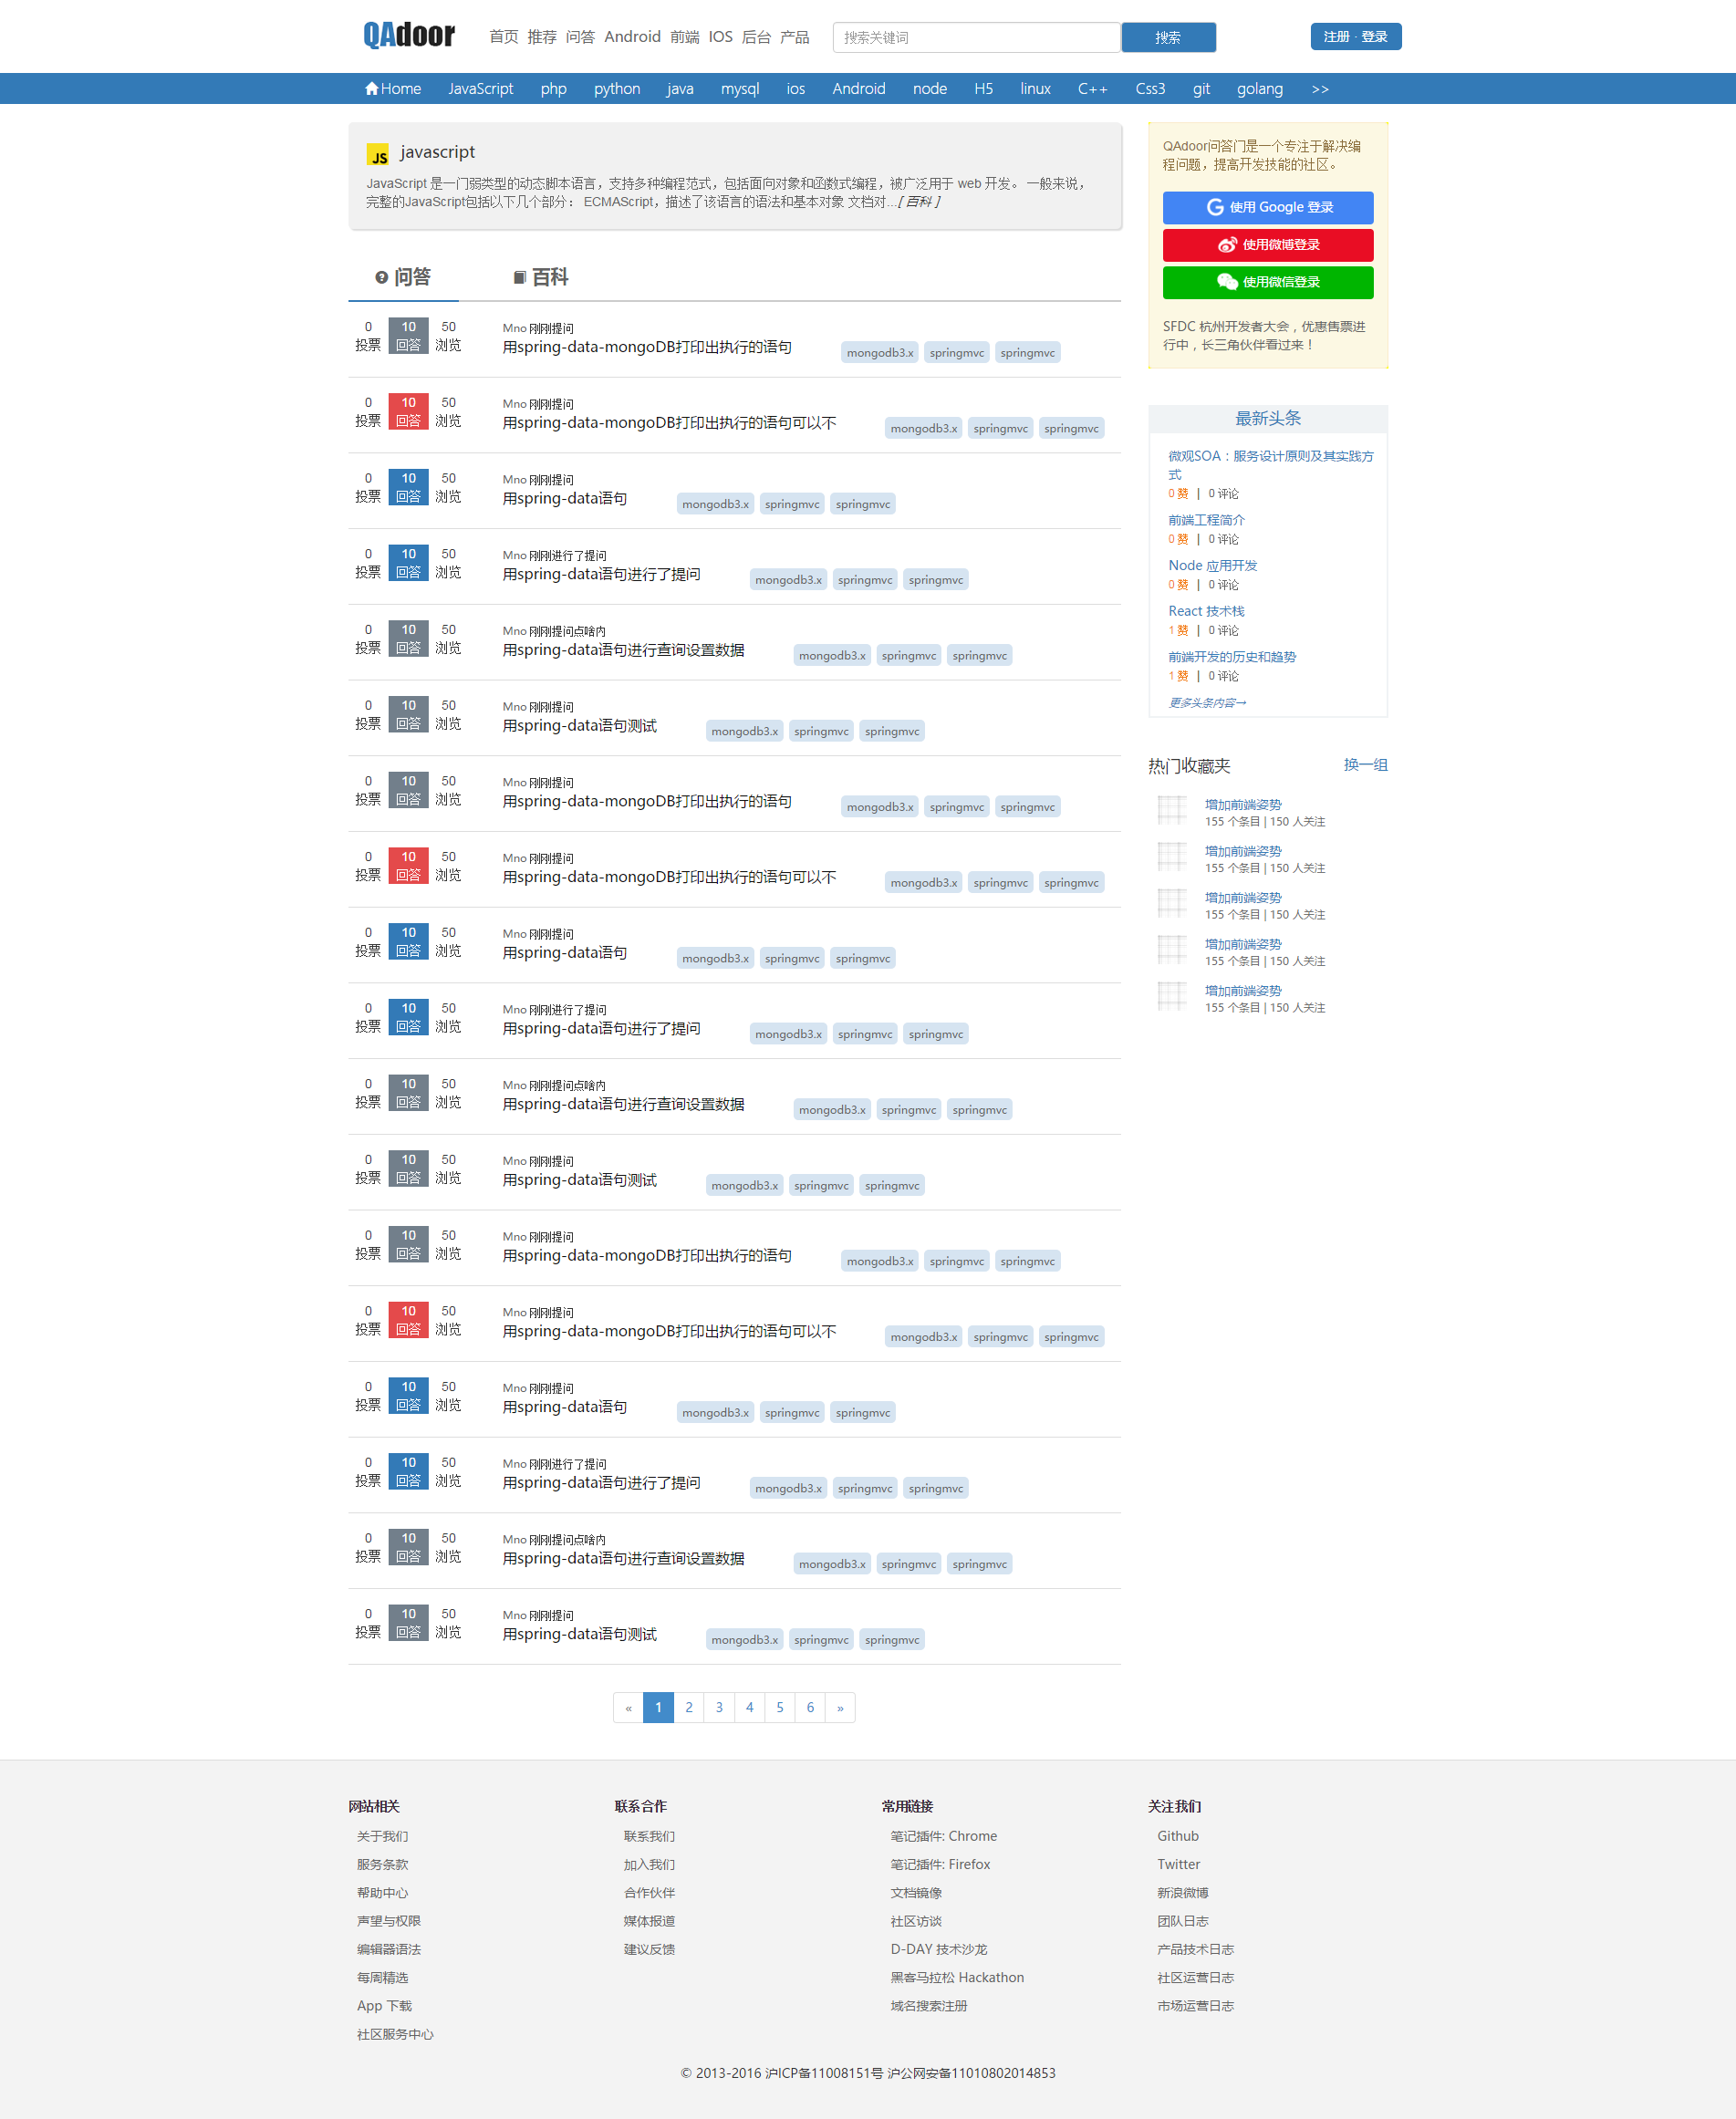 QAdoor
首页 推荐 问答 Android 前端 IOS 后台 产品
搜索关键词
搜索
注册 · 登录
Home JavaScript php python java mysql ios Android node H5 linux C++ Css3 git golang >>
JS javascript
JavaScript 是一门弱类型的动态脚本语言，支持多种编程范式，包括面向对象和函数式编程，被广泛用于 web 开发。 一般来说，
完整的JavaScript包括以下几个部分： ECMAScript，描述了该语言的语法和基本对象 文档对...[ 百科 ]
问答 百科
0 10 50 Mno 刚刚提问
投票 回答 浏览 用spring-data-mongoDB打印出执行的语句 mongodb3.x springmvc springmvc
0 10 50 Mno 刚刚提问
投票 回答 浏览 用spring-data-mongoDB打印出执行的语句可以不 mongodb3.x springmvc springmvc
0 10 50 Mno 刚刚提问
投票 回答 浏览 用spring-data语句 mongodb3.x springmvc springmvc
0 10 50 Mno 刚刚进行了提问
投票 回答 浏览 用spring-data语句进行了提问 mongodb3.x springmvc springmvc
0 10 50 Mno 刚刚提问点啥内
投票 回答 浏览 用spring-data语句进行查询设置数据 mongodb3.x springmvc springmvc
0 10 50 Mno 刚刚提问
投票 回答 浏览 用spring-data语句测试 mongodb3.x springmvc springmvc
0 10 50 Mno 刚刚提问
投票 回答 浏览 用spring-data-mongoDB打印出执行的语句 mongodb3.x springmvc springmvc
0 10 50 Mno 刚刚提问
投票 回答 浏览 用spring-data-mongoDB打印出执行的语句可以不 mongodb3.x springmvc springmvc
0 10 50 Mno 刚刚提问
投票 回答 浏览 用spring-data语句 mongodb3.x springmvc springmvc
0 10 50 Mno 刚刚进行了提问
投票 回答 浏览 用spring-data语句进行了提问 mongodb3.x springmvc springmvc
0 10 50 Mno 刚刚提问点啥内
投票 回答 浏览 用spring-data语句进行查询设置数据 mongodb3.x springmvc springmvc
0 10 50 Mno 刚刚提问
投票 回答 浏览 用spring-data语句测试 mongodb3.x springmvc springmvc
0 10 50 Mno 刚刚提问
投票 回答 浏览 用spring-data-mongoDB打印出执行的语句 mongodb3.x springmvc springmvc
0 10 50 Mno 刚刚提问
投票 回答 浏览 用spring-data-mongoDB打印出执行的语句可以不 mongodb3.x springmvc springmvc
0 10 50 Mno 刚刚提问
投票 回答 浏览 用spring-data语句 mongodb3.x springmvc springmvc
0 10 50 Mno 刚刚进行了提问
投票 回答 浏览 用spring-data语句进行了提问 mongodb3.x springmvc springmvc
0 10 50 Mno 刚刚提问点啥内
投票 回答 浏览 用spring-data语句进行查询设置数据 mongodb3.x springmvc springmvc
0 10 50 Mno 刚刚提问
投票 回答 浏览 用spring-data语句测试 mongodb3.x springmvc springmvc
« 1 2 3 4 5 6 »
QAdoor问答门是一个专注于解决编
程问题，提高开发技能的社区。
使用 Google 登录
使用微博登录
使用微信登录
SFDC 杭州开发者大会，优惠售票进
行中，长三角伙伴看过来！
最新头条
微观SOA：服务设计原则及其实践方
式
0 赞 | 0 评论
前端工程简介
0 赞 | 0 评论
Node 应用开发
0 赞 | 0 评论
React 技术栈
1 赞 | 0 评论
前端开发的历史和趋势
1 赞 | 0 评论
更多头条内容→
热门收藏夹 换一组
增加前端姿势
155 个条目 | 150 人关注
增加前端姿势
155 个条目 | 150 人关注
增加前端姿势
155 个条目 | 150 人关注
增加前端姿势
155 个条目 | 150 人关注
增加前端姿势
155 个条目 | 150 人关注
网站相关
关于我们
服务条款
帮助中心
声望与权限
编辑器语法
每周精选
App 下载
社区服务中心
联系合作
联系我们
加入我们
合作伙伴
媒体报道
建议反馈
常用链接
笔记插件: Chrome
笔记插件: Firefox
文档镜像
社区访谈
D-DAY 技术沙龙
黑客马拉松 Hackathon
域名搜索注册
关注我们
Github
Twitter
新浪微博
团队日志
产品技术日志
社区运营日志
市场运营日志
© 2013-2016 沪ICP备11008151号 沪公网安备11010802014853